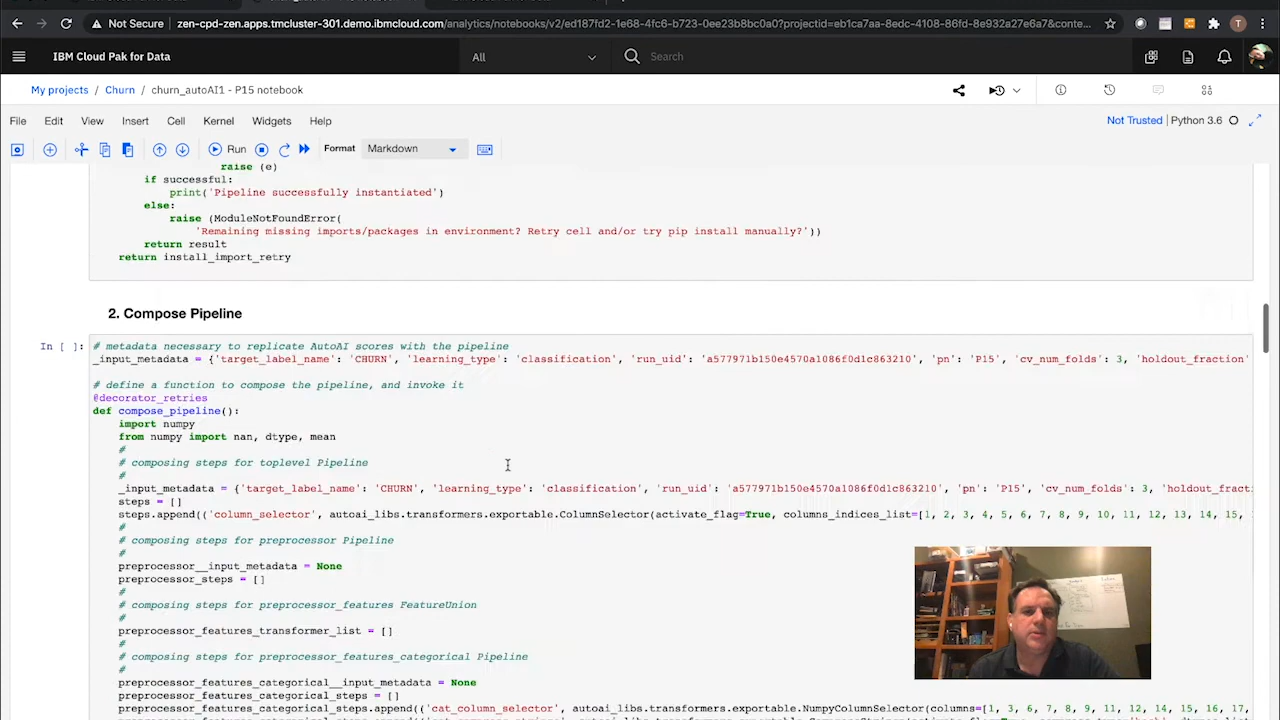 Not Secure | zen-cpd-zen.apps.tmcluster-301.demo.ibmcloud.com/analytics/notebooks/v2/ed187fd2-1e68-4fc6-b723-0ee23b8bc0a0?projectid=eb1ca7aa-8edc-4108-86fd-8e932a27e6a7&conte...
T
IBM Cloud Pak for Data
All
Search
My projects / Churn / churn_autoAI1 - P15 notebook
File Edit View Insert Cell Kernel Widgets Help
Not Trusted | Python 3.6
Run Format Markdown
raise (e)
if successful:
print('Pipeline successfully instantiated')
else:
raise (ModuleNotFoundError(
'Remaining missing imports/packages in environment? Retry cell and/or try pip install manually?'))
return result
return install_import_retry
2. Compose Pipeline
In [ ]:
# metadata necessary to replicate AutoAI scores with the pipeline
_input_metadata = {'target_label_name': 'CHURN', 'learning_type': 'classification', 'run_uid': 'a577971b150e4570a1086f0d1c863210', 'pn': 'P15', 'cv_num_folds': 3, 'holdout_fraction'
# define a function to compose the pipeline, and invoke it
@decorator_retries
def compose_pipeline():
import numpy
from numpy import nan, dtype, mean
#
# composing steps for toplevel Pipeline
#
_input_metadata = {'target_label_name': 'CHURN', 'learning_type': 'classification', 'run_uid': 'a577971b150e4570a1086f0d1c863210', 'pn': 'P15', 'cv_num_folds': 3, 'holdout_fracti
steps = []
steps.append(('column_selector', autoai_libs.transformers.exportable.ColumnSelector(activate_flag=True, columns_indices_list=[1, 2, 3, 4, 5, 6, 7, 8, 9, 10, 11, 12, 13, 14, 15,
#
# composing steps for preprocessor Pipeline
#
preprocessor__input_metadata = None
preprocessor_steps = []
#
# composing steps for preprocessor_features FeatureUnion
#
preprocessor_features_transformer_list = []
#
# composing steps for preprocessor_features_categorical Pipeline
#
preprocessor_features_categorical__input_metadata = None
preprocessor_features_categorical_steps = []
preprocessor_features_categorical_steps.append(('cat_column_selector', autoai_libs.transformers.exportable.NumpyColumnSelector(columns=[1, 3, 6, 7, 8, 9, 10, 11, 12, 13, 14, 15, 16, 17,